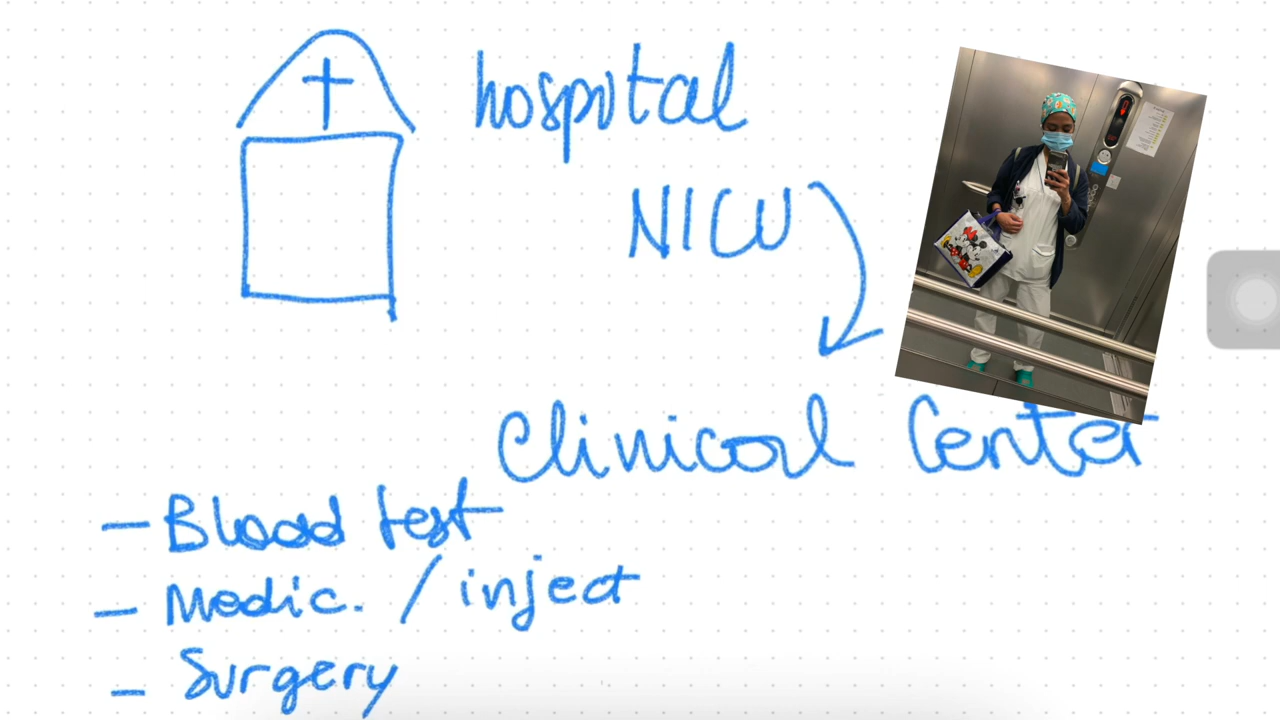 hospital
NICU
Clinical Center
- Blood test
- Medic. / inject
- Surgery